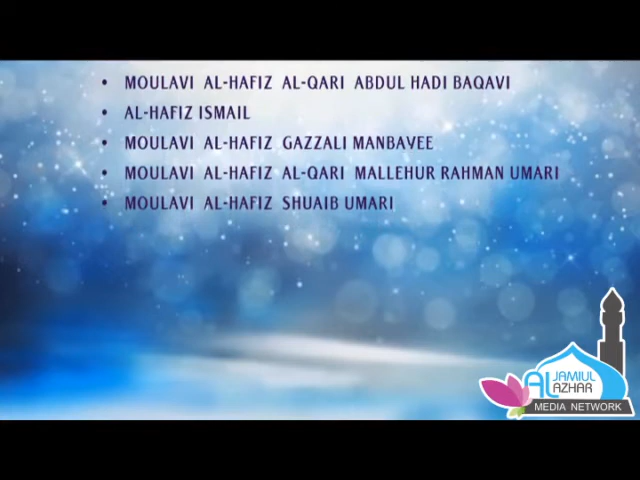 • MOULAVI AL-HAFIZ AL-QARI ABDUL HADI BAQAVI
• AL-HAFIZ ISMAIL
• MOULAVI AL-HAFIZ GAZZALI MANBAVEE
• MOULAVI AL-HAFIZ AL-QARI MALLEHUR RAHMAN UMARI
• MOULAVI AL-HAFIZ SHUAIB UMARI
AL JAMIUL
AZHAR
MEDIA NETWORK